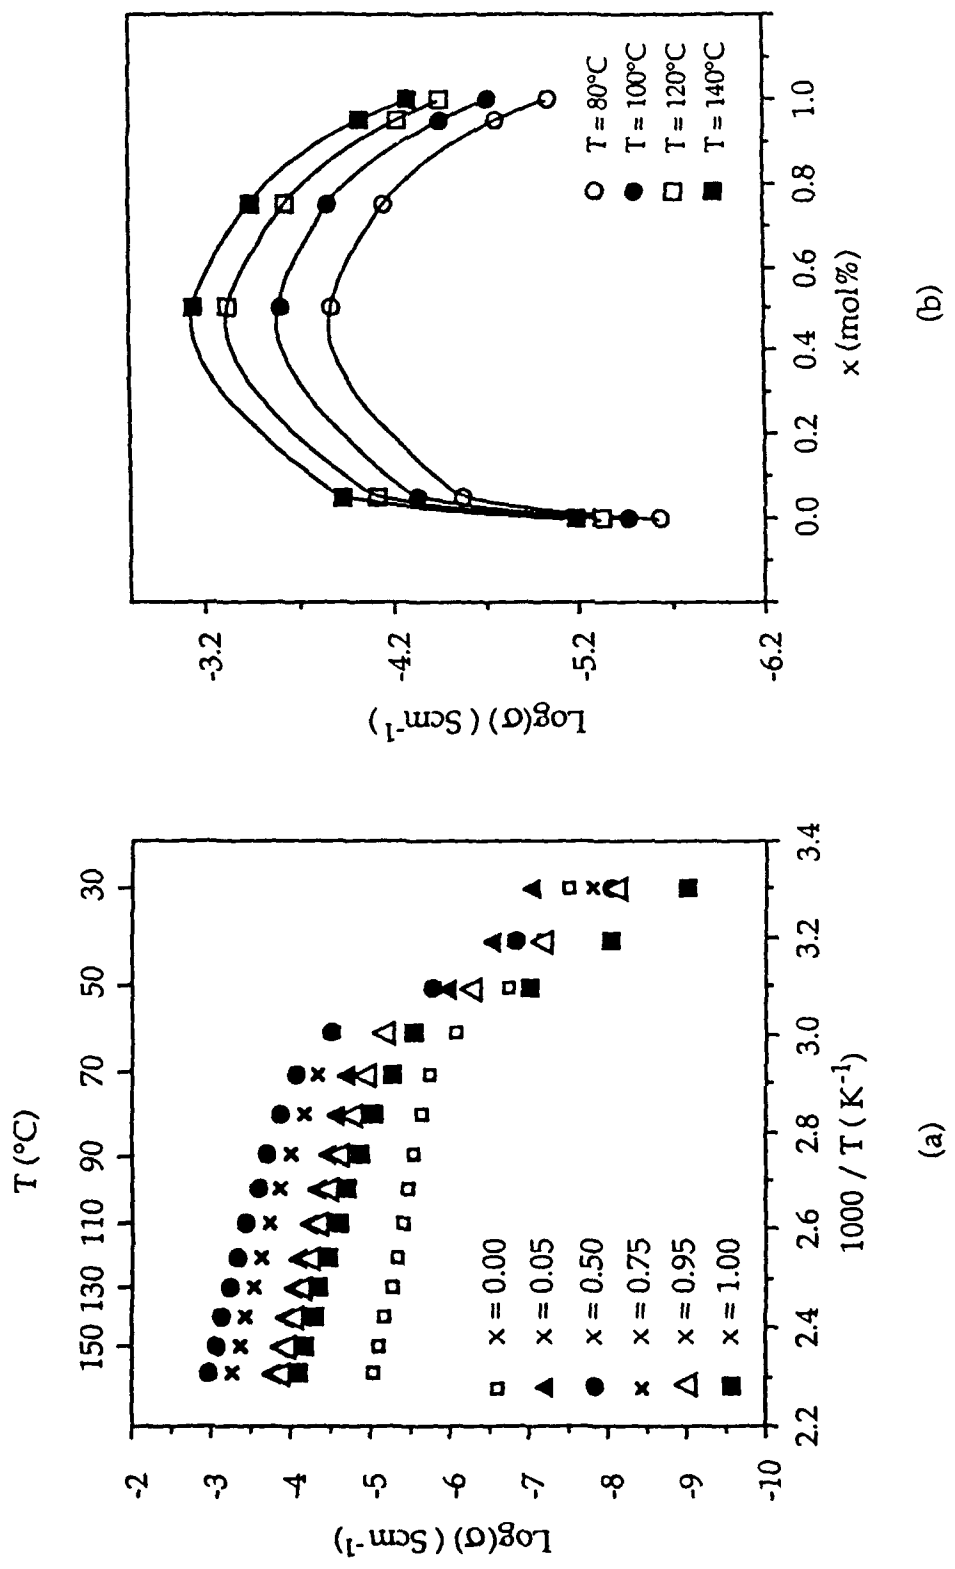 T (°C)
150 130 110 90 70 50 30
-2
-3
-4
-5
-6
-7
-8
-9
-10
Log(σ) ( Scm⁻¹)
x = 0.00
x = 0.05
x = 0.50
x = 0.75
x = 0.95
x = 1.00
2.2 2.4 2.6 2.8 3.0 3.2 3.4
1000 / T ( K⁻¹)
(a)
-3.2
-4.2
-5.2
-6.2
Log(σ) ( Scm⁻¹)
T = 80°C
T = 100°C
T = 120°C
T = 140°C
0.0 0.2 0.4 0.6 0.8 1.0
x (mol%)
(b)